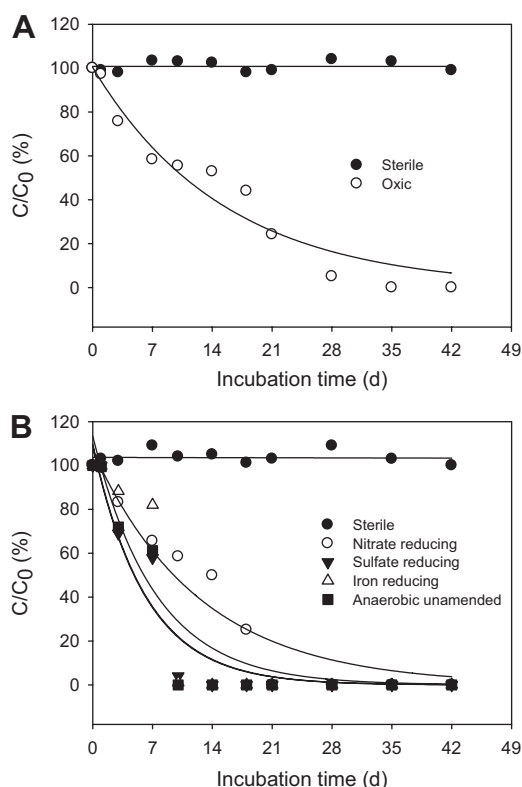 A
120
100
80
60
40
20
0
C/C0 (%)
Sterile
Oxic
0 7 14 21 28 35 42 49
Incubation time (d)
B
120
100
80
60
40
20
0
C/C0 (%)
Sterile
Nitrate reducing
Sulfate reducing
Iron reducing
Anaerobic unamended
0 7 14 21 28 35 42 49
Incubation time (d)